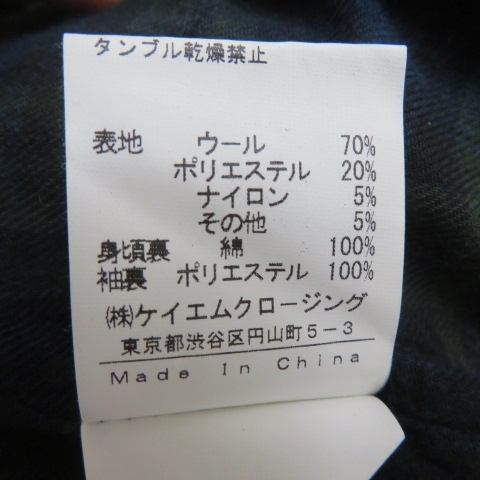 タンブル乾燥禁止
表地 ウール 70%
ポリエステル 20%
ナイロン 5%
その他 5%
身頃裏 綿 100%
袖裏 ポリエステル 100%
㈱ケイエムクロージング
東京都渋谷区円山町5-3
Made In China